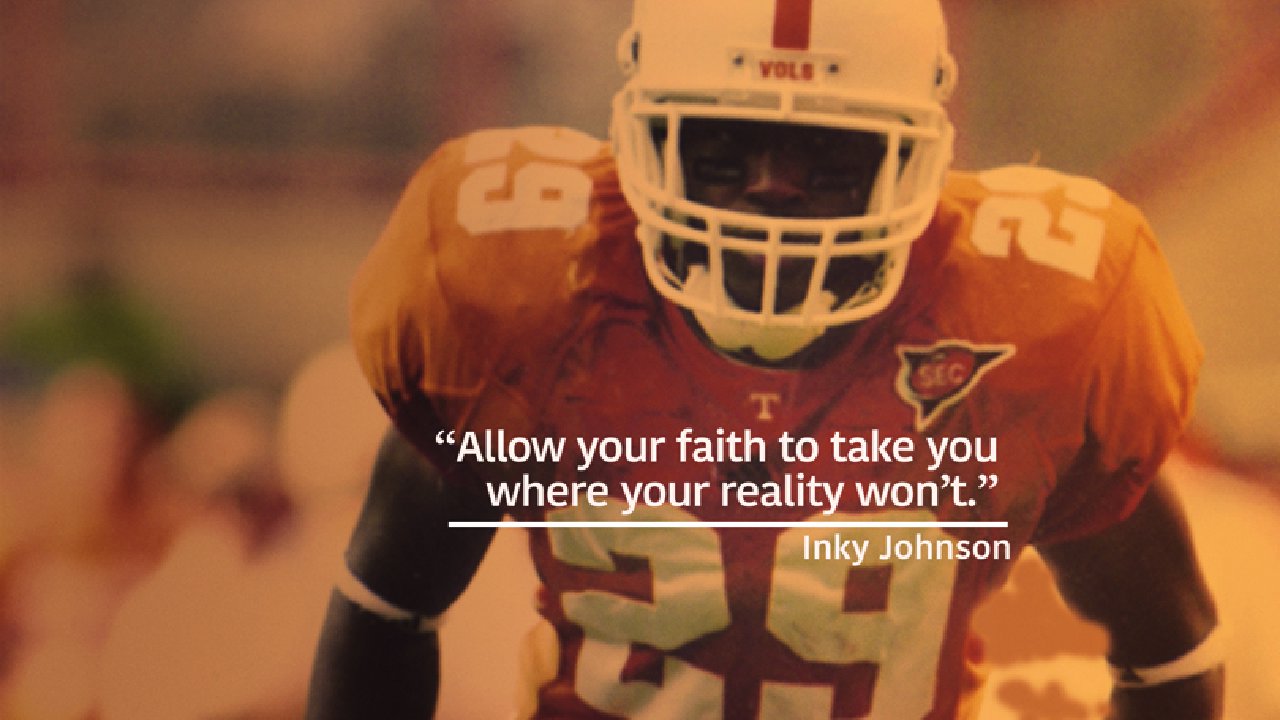 VOLS
29
29
SEC
T
“Allow your faith to take you
where your reality won’t.”
Inky Johnson
29